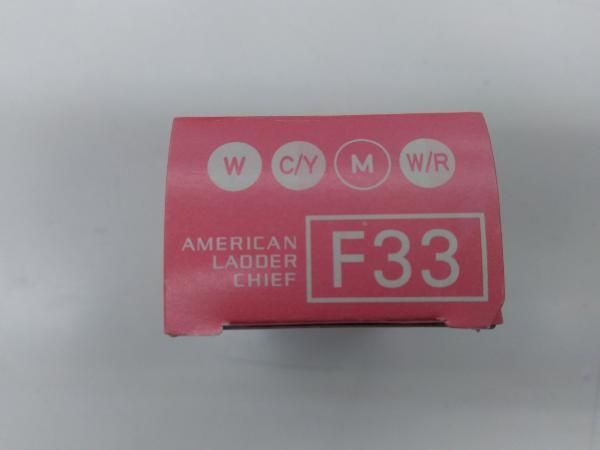 W C/Y M W/R
AMERICAN
LADDER
CHIEF
F33